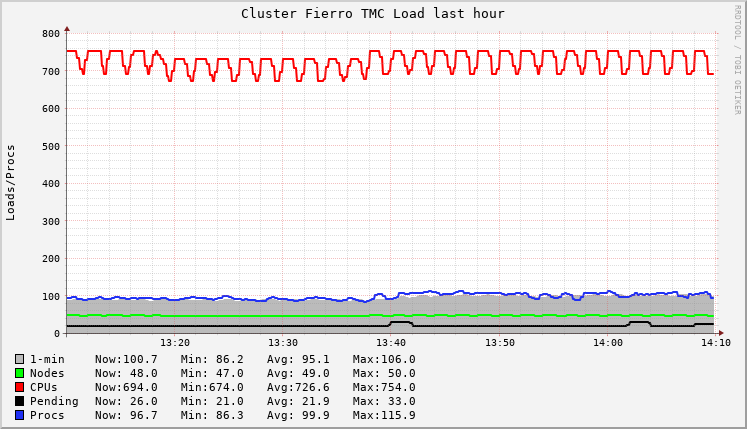 Cluster Fierro TMC Load last hour
RRDTOOL / TOBI OETIKER
Loads/Procs
800
700
600
500
400
300
200
100
0
13:20 13:30 13:40 13:50 14:00 14:10
1-min Now:100.7 Min: 86.2 Avg: 95.1 Max:106.0
Nodes Now: 48.0 Min: 47.0 Avg: 49.0 Max: 50.0
CPUs Now:694.0 Min:674.0 Avg:726.6 Max:754.0
Pending Now: 26.0 Min: 21.0 Avg: 21.9 Max: 33.0
Procs Now: 96.7 Min: 86.3 Avg: 99.9 Max:115.9